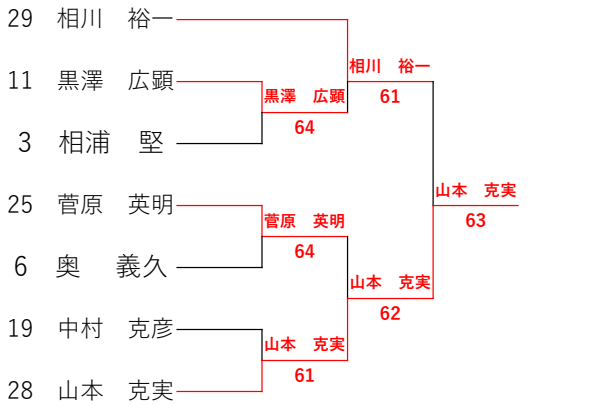 29 相川 裕一
相川 裕一
11 黒澤 広顕
黒澤 広顕
61
64
3 相浦 堅
山本 克実
25 菅原 英明
菅原 英明
63
64
6 奥 義久
山本 克実
62
19 中村 克彦
山本 克実
61
28 山本 克実